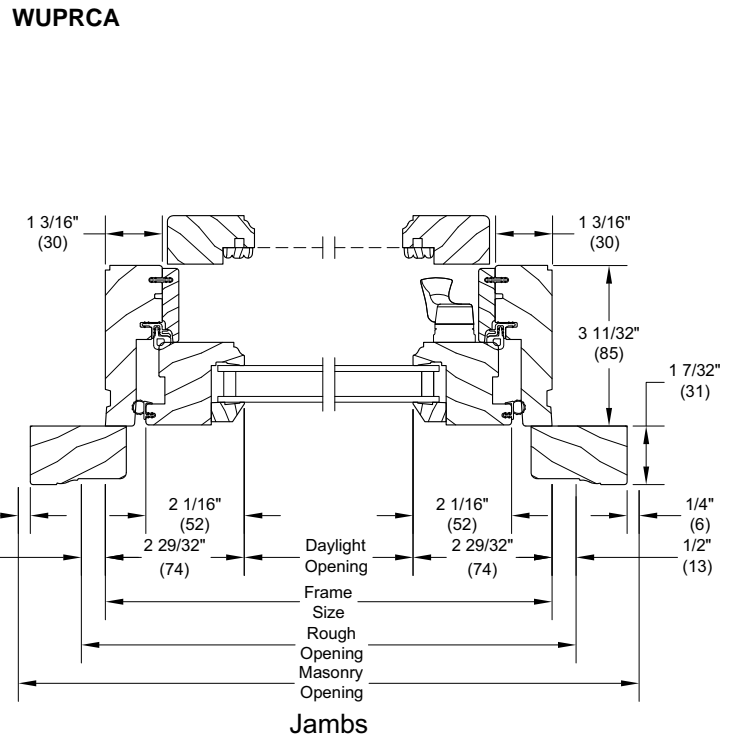 WUPRCA
1 3/16"
(30)
1 3/16"
(30)
3 11/32"
(85)
1 7/32"
(31)
2 1/16"
(52)
2 1/16"
(52)
1/4"
(6)
2 29/32"
(74)
Daylight
Opening
2 29/32"
(74)
1/2"
(13)
Frame
Size
Rough
Opening
Masonry
Opening
Jambs